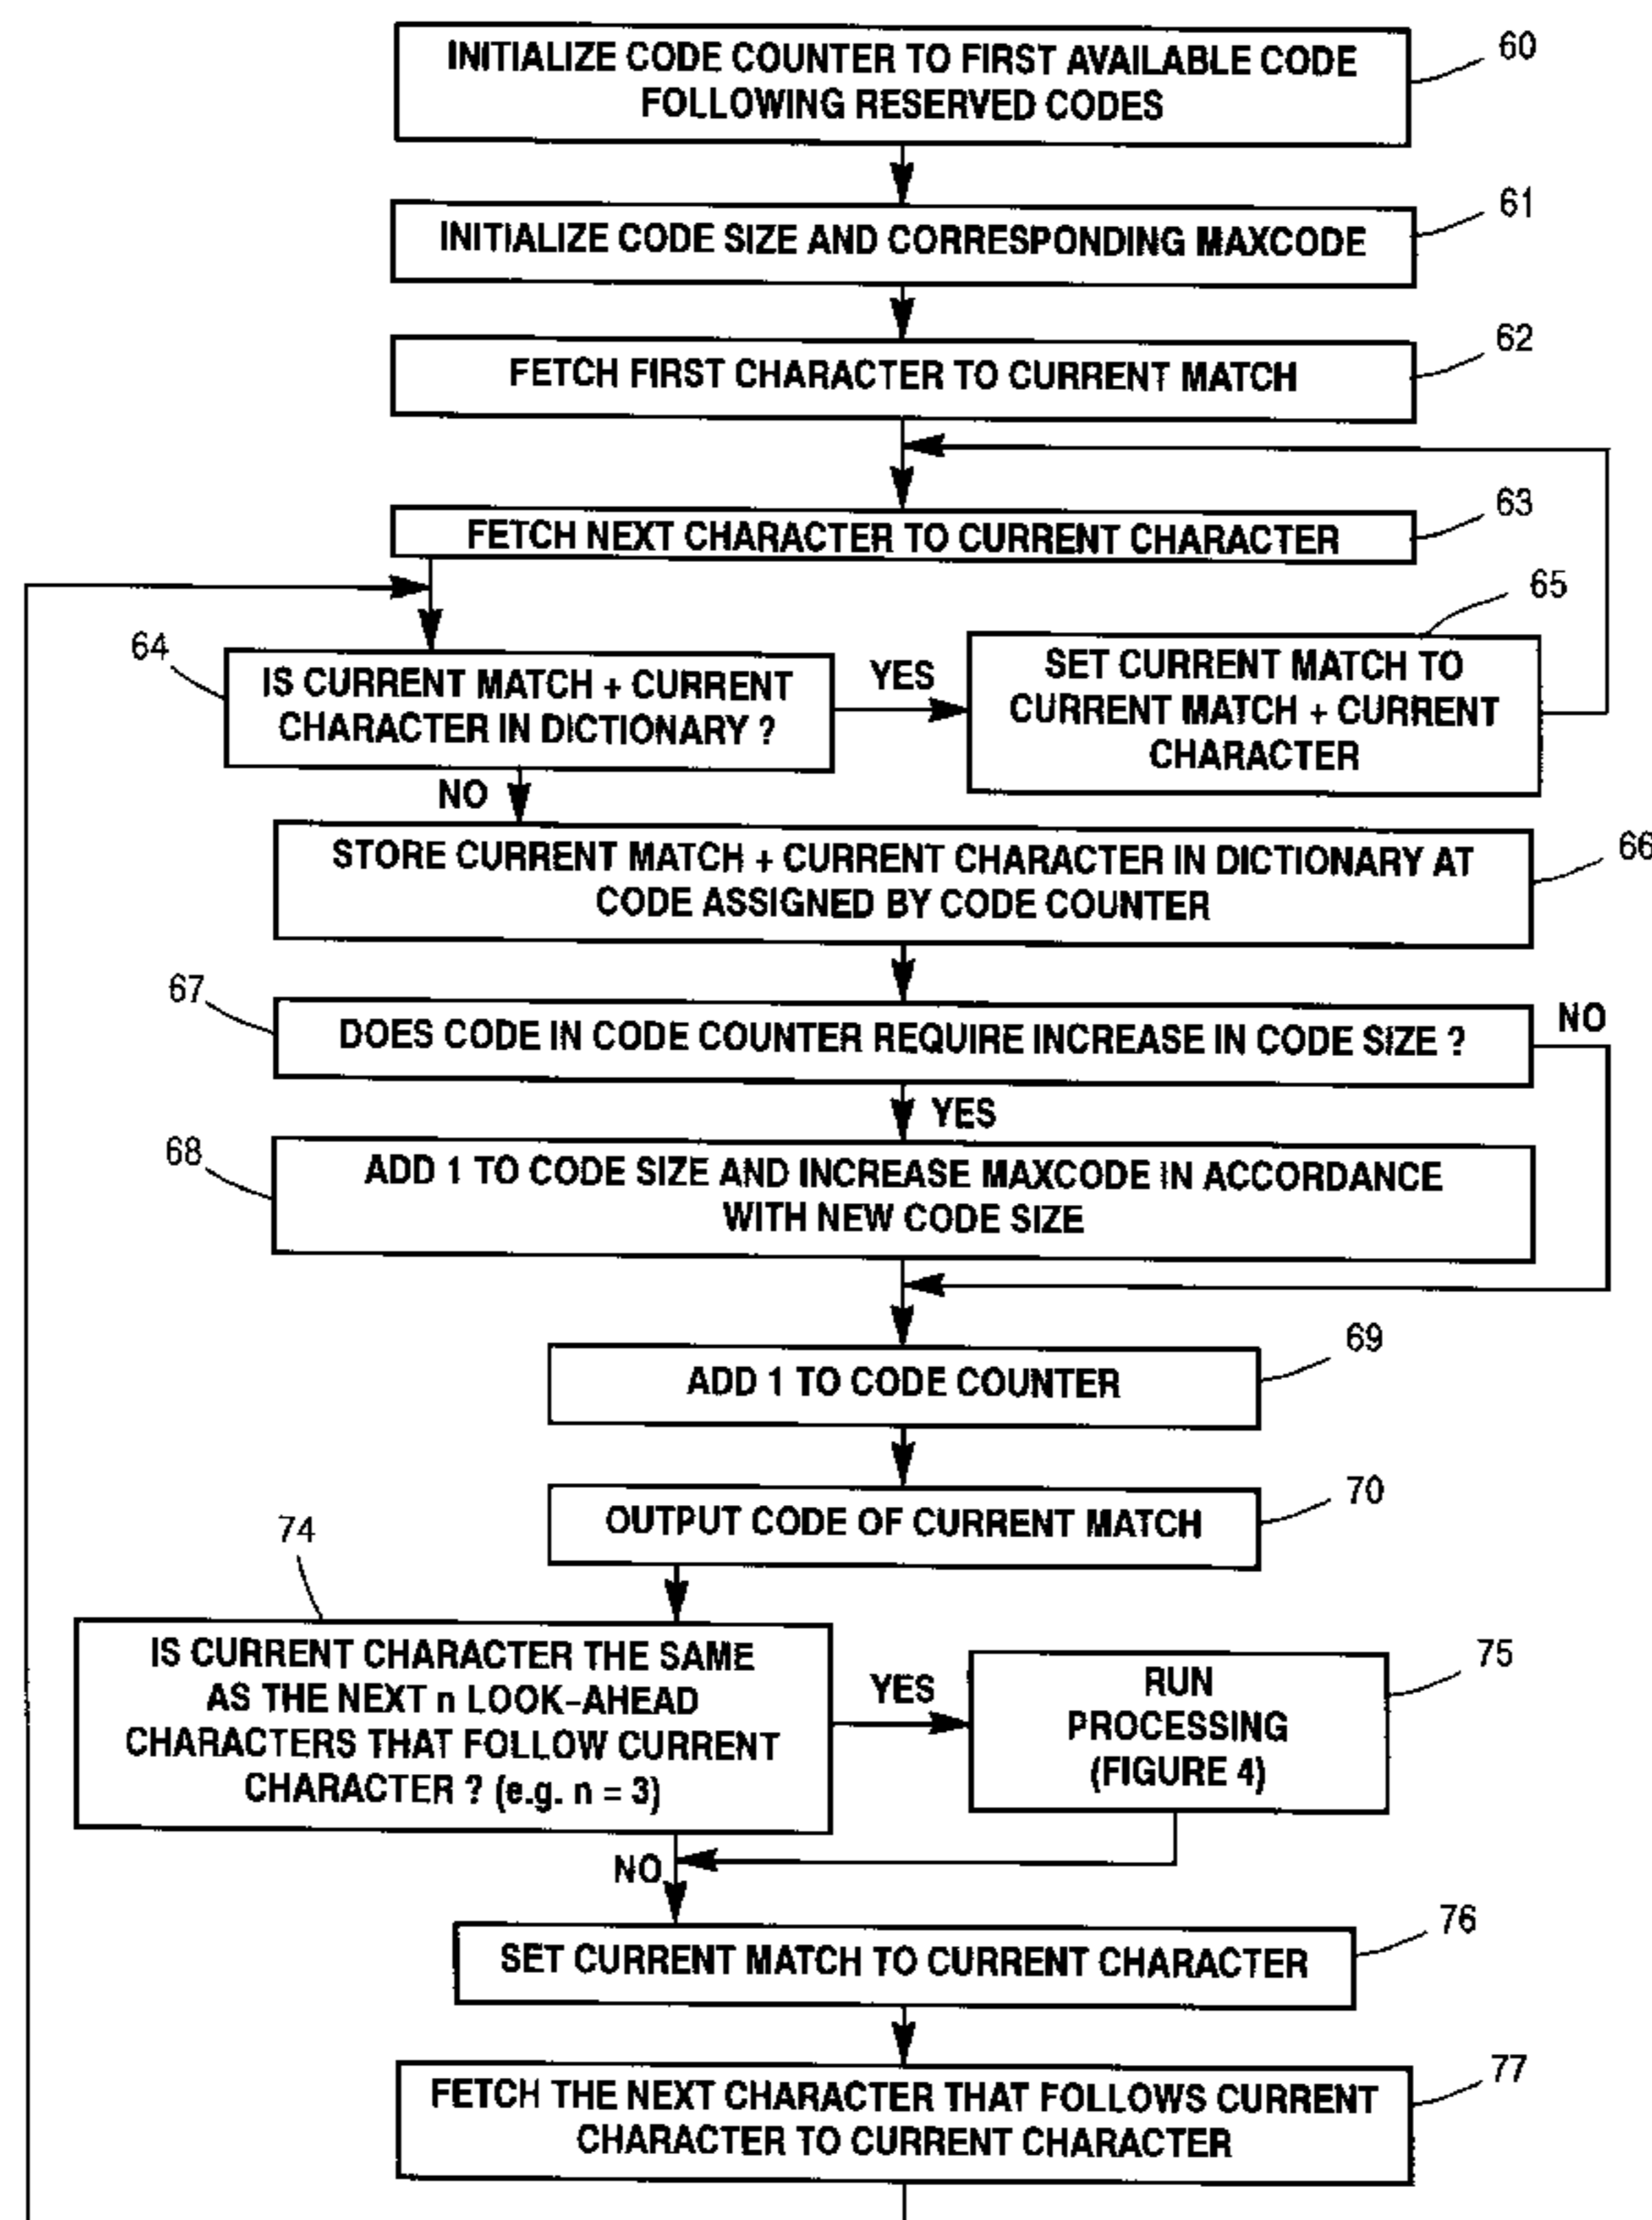 INITIALIZE CODE COUNTER TO FIRST AVAILABLE CODE
FOLLOWING RESERVED CODES
60
INITIALIZE CODE SIZE AND CORRESPONDING MAXCODE
61
FETCH FIRST CHARACTER TO CURRENT MATCH
62
FETCH NEXT CHARACTER TO CURRENT CHARACTER
63
64
IS CURRENT MATCH + CURRENT
CHARACTER IN DICTIONARY ?
YES
65
SET CURRENT MATCH TO
CURRENT MATCH + CURRENT
CHARACTER
NO
STORE CURRENT MATCH + CURRENT CHARACTER IN DICTIONARY AT
CODE ASSIGNED BY CODE COUNTER
66
67
DOES CODE IN CODE COUNTER REQUIRE INCREASE IN CODE SIZE ?
NO
YES
68
ADD 1 TO CODE SIZE AND INCREASE MAXCODE IN ACCORDANCE
WITH NEW CODE SIZE
ADD 1 TO CODE COUNTER
69
OUTPUT CODE OF CURRENT MATCH
70
74
IS CURRENT CHARACTER THE SAME
AS THE NEXT n LOOK-AHEAD
CHARACTERS THAT FOLLOW CURRENT
CHARACTER ? (e.g. n = 3)
YES
RUN
PROCESSING
(FIGURE 4)
75
NO
SET CURRENT MATCH TO CURRENT CHARACTER
76
FETCH THE NEXT CHARACTER THAT FOLLOWS CURRENT
CHARACTER TO CURRENT CHARACTER
77